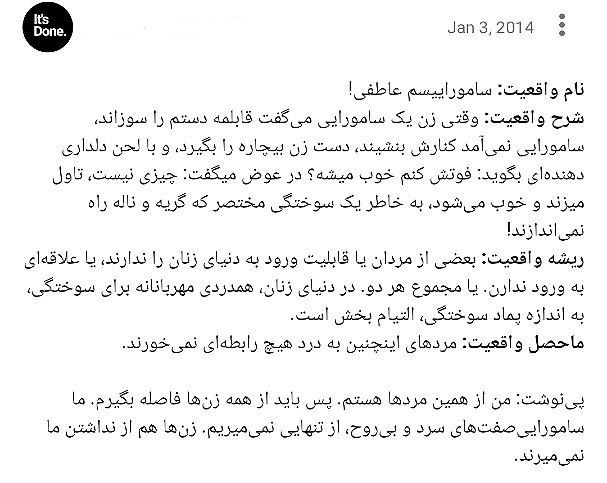 It's
Done.
Jan 3, 2014
نام واقعیت: ساموراییسم عاطفی!
شرح واقعیت: وقتی زن یک سامورایی می‌گفت قابلمه دستم را سوزاند،
سامورایی نمی‌آمد کنارش بنشیند، دست زن بیچاره را بگیرد، و با لحن دلداری
دهنده‌ای بگوید: فوتش کنم خوب میشه؟ در عوض میگفت: چیزی نیست، تاول
میزند و خوب می‌شود، به خاطر یک سوختگی مختصر که گریه و ناله راه
نمی‌اندازند!
ریشه واقعیت: بعضی از مردان یا قابلیت ورود به دنیای زنان را ندارند، یا علاقه‌ای
به ورود ندارن. یا مجموع هر دو. در دنیای زنان، همدردی مهربانانه برای سوختگی،
به اندازه پماد سوختگی، التیام بخش است.
ماحصل واقعیت: مردهای اینچنین به درد هیچ رابطه‌ای نمی‌خورند.
پی‌نوشت: من از همین مردها هستم. پس باید از همه زن‌ها فاصله بگیرم. ما
سامورایی‌صفت‌های سرد و بی‌روح، از تنهایی نمی‌میریم. زن‌ها هم از نداشتن ما
نمی‌میرند.